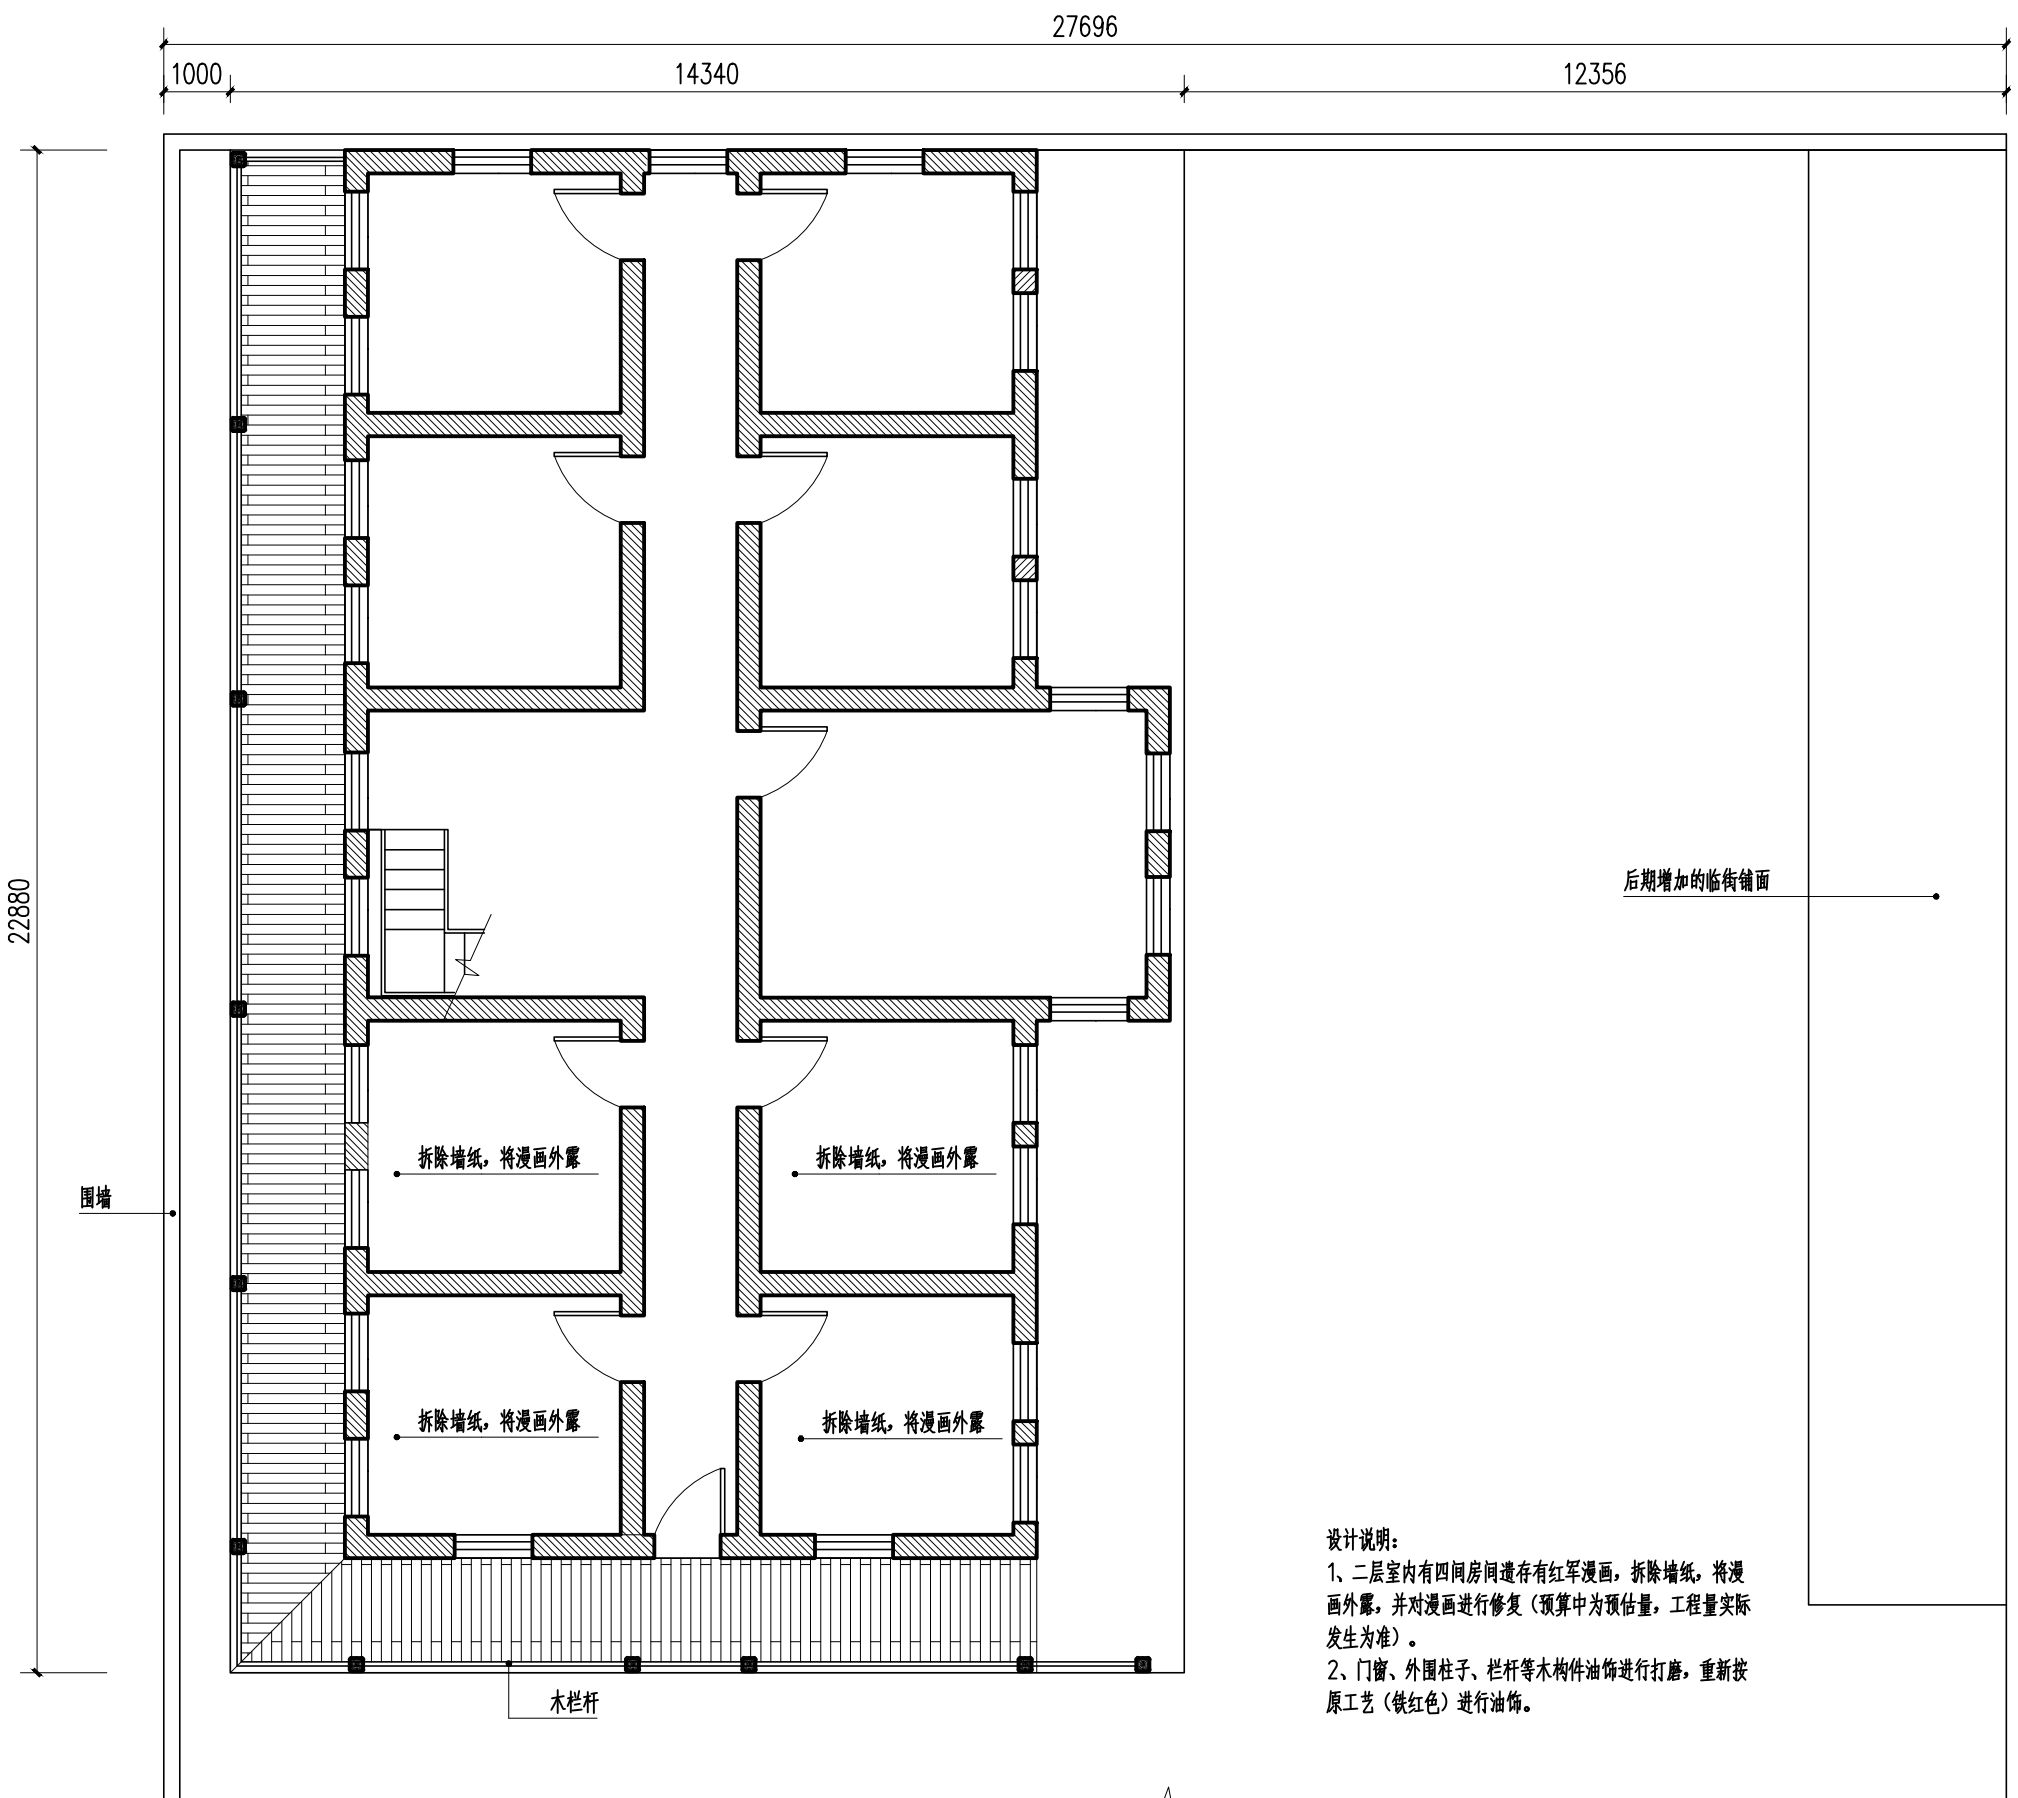 27696
1000
14340
12356
22880
后期增加的临街铺面
拆除墙纸，将漫画外露
拆除墙纸，将漫画外露
围墙
拆除墙纸，将漫画外露
拆除墙纸，将漫画外露
设计说明：
1、二层室内有四间房间遗存有红军漫画，拆除墙纸，将漫
画外露，并对漫画进行修复（预算中为预估量，工程量实际
发生为准）。
2、门窗、外围柱子、栏杆等木构件油饰进行打磨，重新按
原工艺（铁红色）进行油饰。
木栏杆